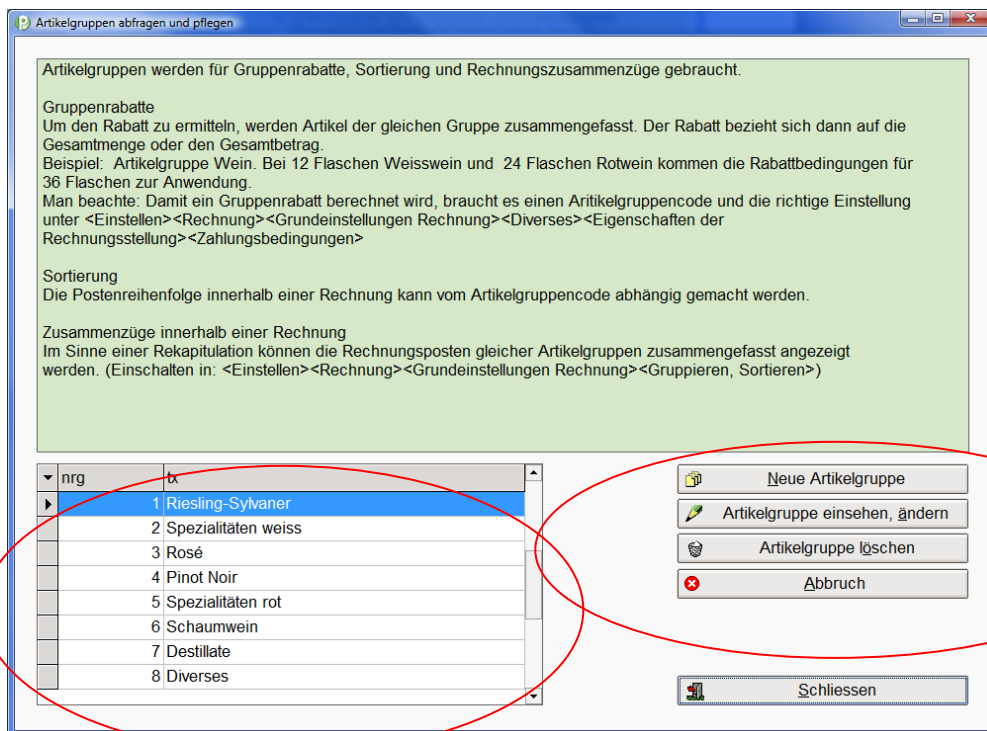 Artikelgruppen abfragen und pflegen
Artikelgruppen werden für Gruppenrabatte, Sortierung und Rechnungszusammenzüge gebraucht.
Gruppenrabatte
Um den Rabatt zu ermitteln, werden Artikel der gleichen Gruppe zusammengefasst. Der Rabatt bezieht sich dann auf die
Gesamtmenge oder den Gesamtbetrag.
Beispiel: Artikelgruppe Wein. Bei 12 Flaschen Weisswein und 24 Flaschen Rotwein kommen die Rabattbedingungen für
36 Flaschen zur Anwendung.
Man beachte: Damit ein Gruppenrabatt berechnet wird, braucht es einen Aritikelgruppencode und die richtige Einstellung
unter <Einstellen><Rechnung><Grundeinstellungen Rechnung><Diverses><Eigenschaften der
Rechnungsstellung><Zahlungsbedingungen>
Sortierung
Die Postenreihenfolge innerhalb einer Rechnung kann vom Artikelgruppencode abhängig gemacht werden.
Zusammenzüge innerhalb einer Rechnung
Im Sinne einer Rekapitulation können die Rechnungsposten gleicher Artikelgruppen zusammengefasst angezeigt
werden. (Einschalten in: <Einstellen><Rechnung><Grundeinstellungen Rechnung><Gruppieren, Sortieren>)
nrg tx
1 Riesling-Sylvaner
2 Spezialitäten weiss
3 Rosé
4 Pinot Noir
5 Spezialitäten rot
6 Schaumwein
7 Destillate
8 Diverses
Neue Artikelgruppe
Artikelgruppe einsehen, ändern
Artikelgruppe löschen
Abbruch
Schliessen